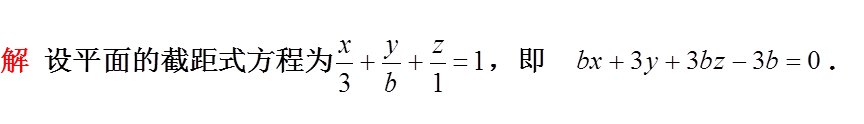 解 设平面的截距式方程为 x/3 + y/b + z/1 = 1，即 bx + 3y + 3bz − 3b = 0．